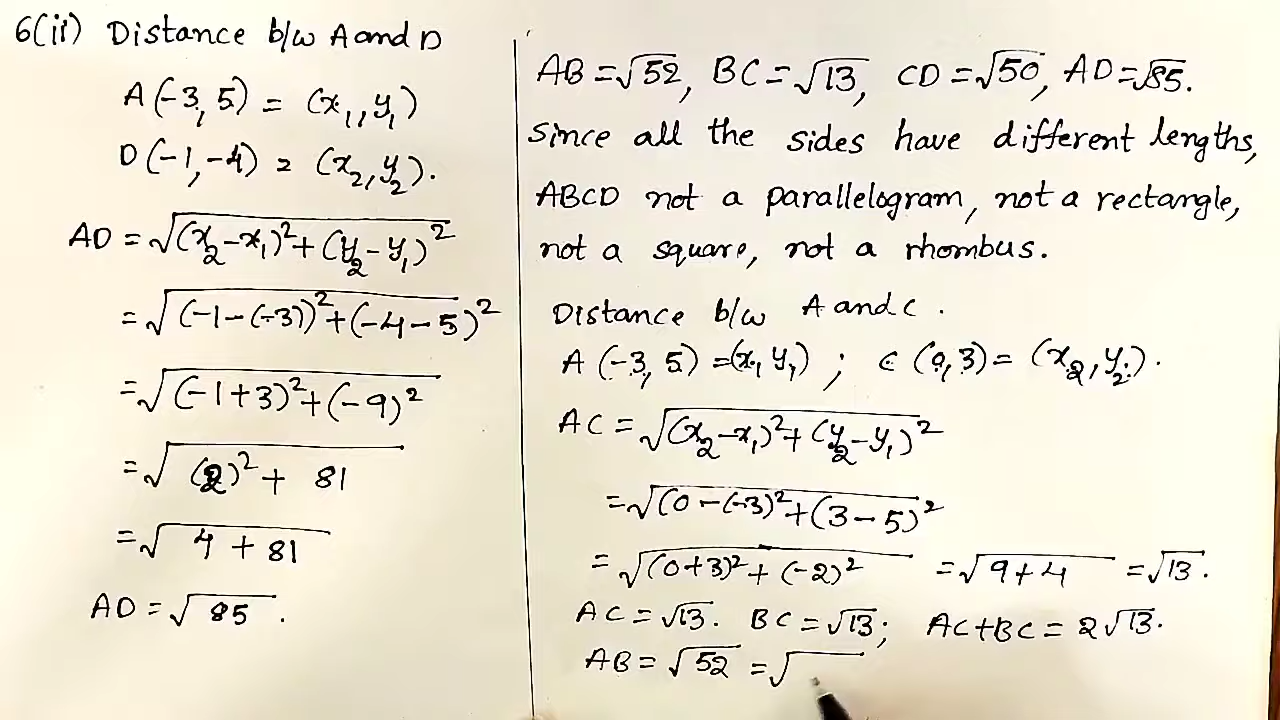 6(ii) Distance b/w A and D
A(-3, 5) = (x₁, y₁)
D(-1, -4) = (x₂, y₂).
AD = √(x₂-x₁)²+(y₂-y₁)²
= √(-1-(-3))²+(-4-5)²
= √(-1+3)²+(-9)²
= √(2)²+ 81
= √4 + 81
AD = √85.
AB = √52, BC = √13, CD = √50, AD = √85.
Since all the sides have different lengths,
ABCD not a parallelogram, not a rectangle,
not a square, not a rhombus.
Distance b/w A and C.
A (-3, 5) = (x₁ y₁) ; C (0, 3) = (x₂, y₂).
AC = √(x₂-x₁)²+(y₂-y₁)²
= √(0-(-3)²+(3-5)²
= √(0+3)²+(-2)² = √9+4 = √13.
AC = √13. BC = √13; AC+BC = 2√13.
AB = √52 = √